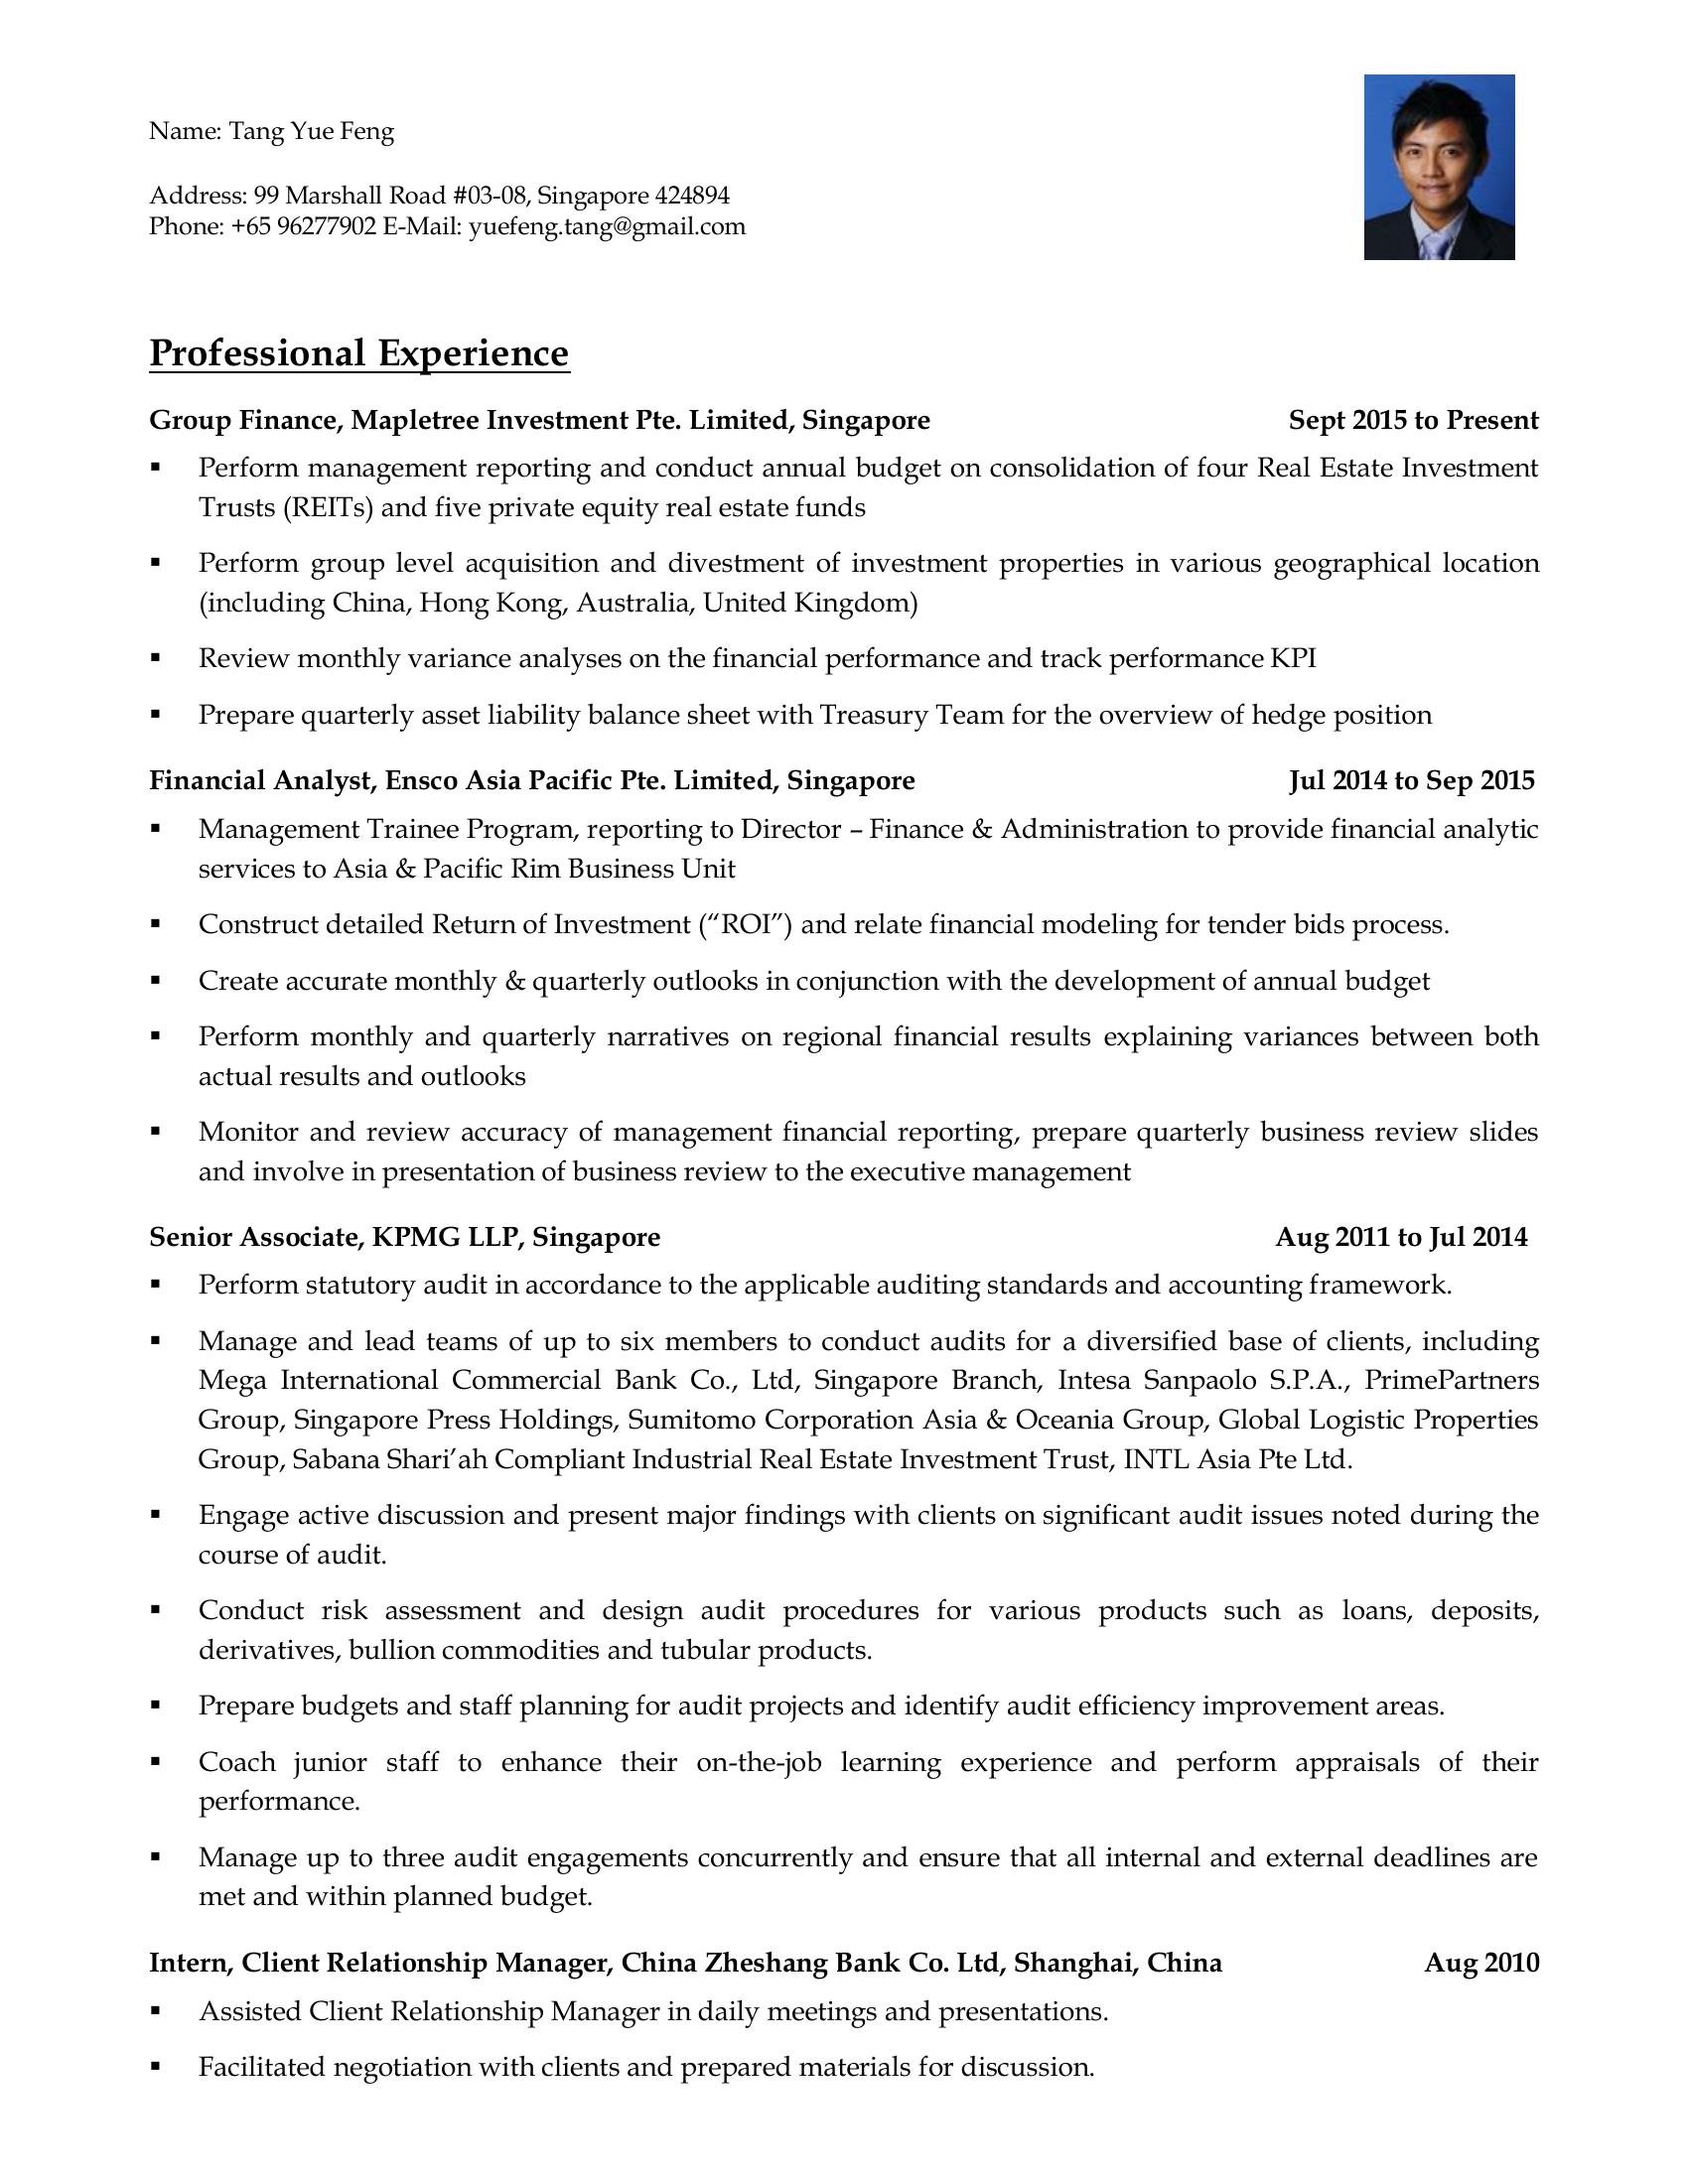 Name: Tang Yue Feng
Address: 99 Marshall Road #03-08, Singapore 424894
Phone: +65 96277902 E-Mail: yuefeng.tang@gmail.com
Professional Experience
Group Finance, Mapletree Investment Pte. Limited, Singapore Sept 2015 to Present
▪ Perform management reporting and conduct annual budget on consolidation of four Real Estate Investment
Trusts (REITs) and five private equity real estate funds
▪ Perform group level acquisition and divestment of investment properties in various geographical location
(including China, Hong Kong, Australia, United Kingdom)
▪ Review monthly variance analyses on the financial performance and track performance KPI
▪ Prepare quarterly asset liability balance sheet with Treasury Team for the overview of hedge position
Financial Analyst, Ensco Asia Pacific Pte. Limited, Singapore Jul 2014 to Sep 2015
▪ Management Trainee Program, reporting to Director – Finance & Administration to provide financial analytic
services to Asia & Pacific Rim Business Unit
▪ Construct detailed Return of Investment (“ROI”) and relate financial modeling for tender bids process.
▪ Create accurate monthly & quarterly outlooks in conjunction with the development of annual budget
▪ Perform monthly and quarterly narratives on regional financial results explaining variances between both
actual results and outlooks
▪ Monitor and review accuracy of management financial reporting, prepare quarterly business review slides
and involve in presentation of business review to the executive management
Senior Associate, KPMG LLP, Singapore Aug 2011 to Jul 2014
▪ Perform statutory audit in accordance to the applicable auditing standards and accounting framework.
▪ Manage and lead teams of up to six members to conduct audits for a diversified base of clients, including
Mega International Commercial Bank Co., Ltd, Singapore Branch, Intesa Sanpaolo S.P.A., PrimePartners
Group, Singapore Press Holdings, Sumitomo Corporation Asia & Oceania Group, Global Logistic Properties
Group, Sabana Shari’ah Compliant Industrial Real Estate Investment Trust, INTL Asia Pte Ltd.
▪ Engage active discussion and present major findings with clients on significant audit issues noted during the
course of audit.
▪ Conduct risk assessment and design audit procedures for various products such as loans, deposits,
derivatives, bullion commodities and tubular products.
▪ Prepare budgets and staff planning for audit projects and identify audit efficiency improvement areas.
▪ Coach junior staff to enhance their on-the-job learning experience and perform appraisals of their
performance.
▪ Manage up to three audit engagements concurrently and ensure that all internal and external deadlines are
met and within planned budget.
Intern, Client Relationship Manager, China Zheshang Bank Co. Ltd, Shanghai, China Aug 2010
▪ Assisted Client Relationship Manager in daily meetings and presentations.
▪ Facilitated negotiation with clients and prepared materials for discussion.